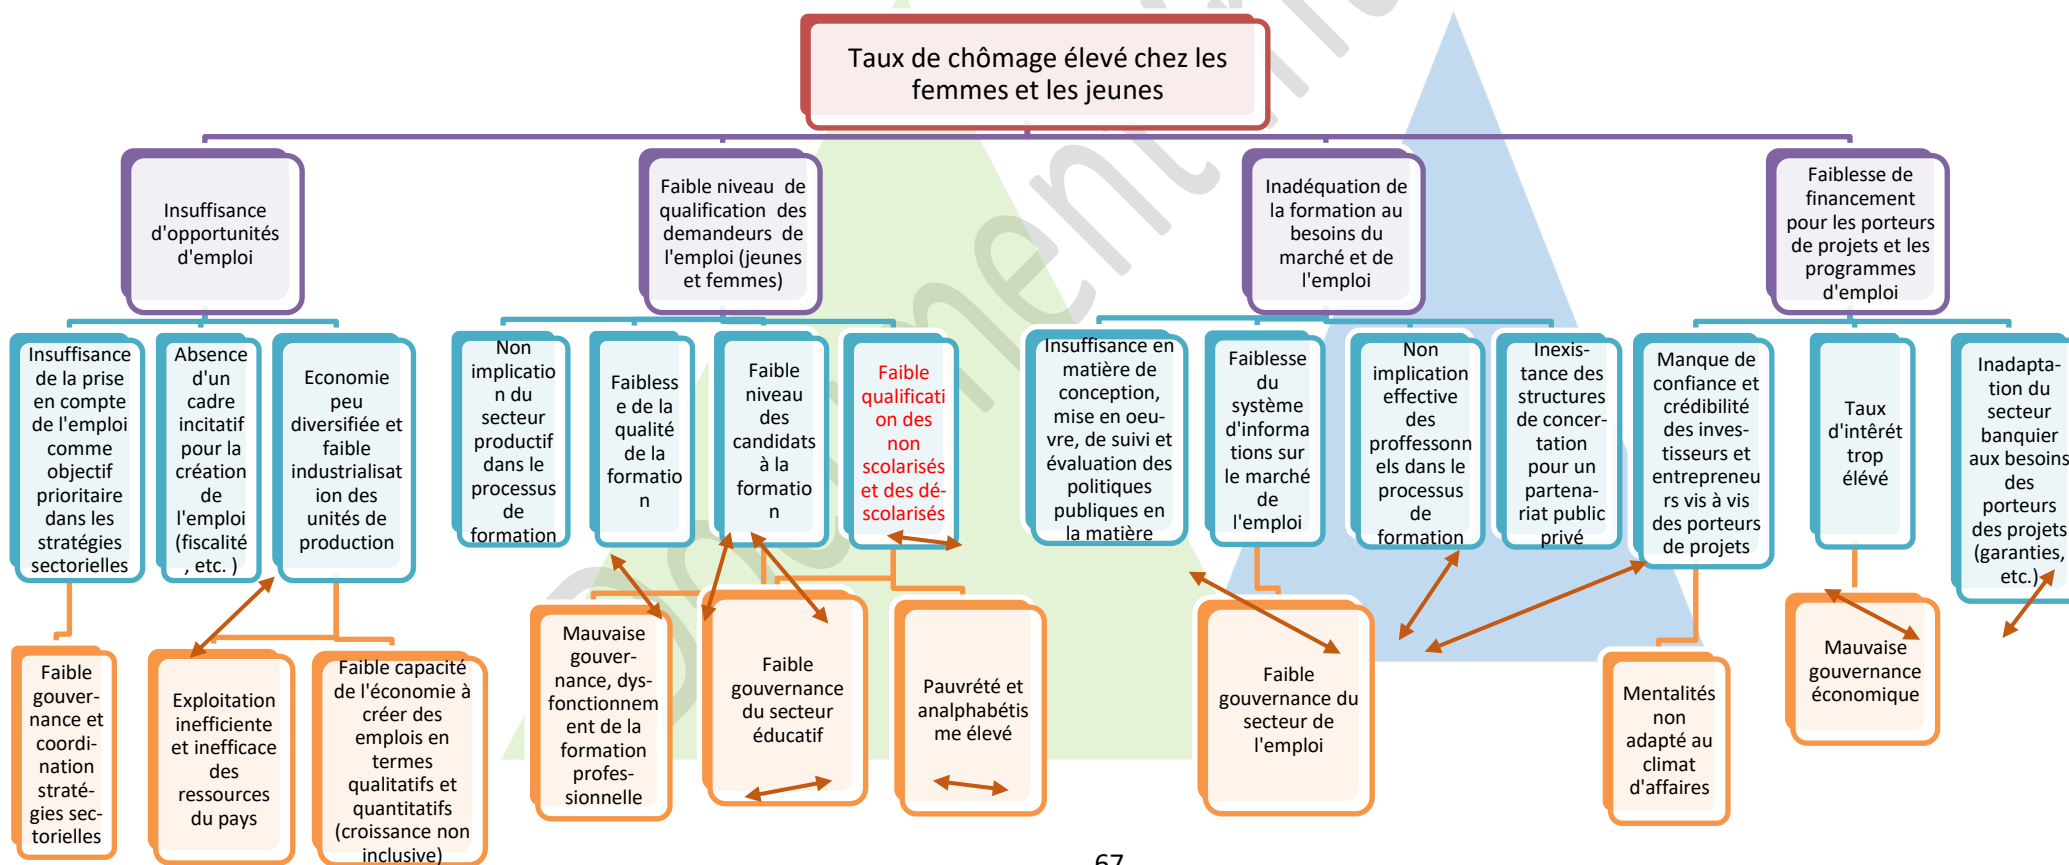 Taux de chômage élevé chez les
femmes et les jeunes
Insuffisance
d'opportunités
d'emploi
Faible niveau de
qualification des
demandeurs de
l'emploi (jeunes
et femmes)
Inadéquation de
la formation au
besoins du
marché et de
l'emploi
Faiblesse de
financement
pour les porteurs
de projets et les
programmes
d'emploi
Insuffisance
de la prise
en compte
de l'emploi
comme
objectif
prioritaire
dans les
stratégies
sectorielles
Absence
d'un
cadre
incitatif
pour la
création
de
l'emploi
(fiscalité
, etc. )
Economie
peu
diversifiée et
faible
industrialisat
ion des
unités de
production
Non
implicatio
n du
secteur
productif
dans le
processus
de
formation
Faibless
e de la
qualité
de la
formatio
n
Faible
niveau
des
candidats
à la
formatio
n
Faible
qualificati
on des
non
scolarisés
et des dé-
scolarisés
Insuffisance en
matière de
conception,
mise en oeu-
vre, de suivi et
évaluation des
politiques
publiques en
la matière
Faiblesse
du
système
d'informa
tions sur
le marché
de
l'emploi
Non
implication
effective
des
proffessonn
els dans le
processus
de
formation
Inexis-
tance des
structures
de concer-
tation
pour un
partena-
riat public
privé
Manque de
confiance et
crédibilité
des inves-
tisseurs et
entrepreneu
rs vis à vis
des porteurs
de projets
Taux
d'intêrét
trop
élévé
Inadapta-
tion du
secteur
banquier
aux besoins
des
porteurs
des projets
(garanties,
etc.)
Faible
gouver-
nance et
coordi-
nation
straté-
gies sec-
torielles
Exploitation
inefficiente
et inefficace
des
ressources
du pays
Faible capacité
de l'économie à
créer des
emplois en
termes
qualitatifs et
quantitatifs
(croissance non
inclusive)
Mauvaise
gouver-
nance, dys-
fonctionnem
ent de la
formation
profes-
sionnelle
Faible
gouvernance
du secteur
éducatif
Pauvrété et
analphabétis
me élevé
Faible
gouvernance du
secteur de
l'emploi
Mentalités
non
adapté au
climat
d'affaires
Mauvaise
gouvernance
économique
67